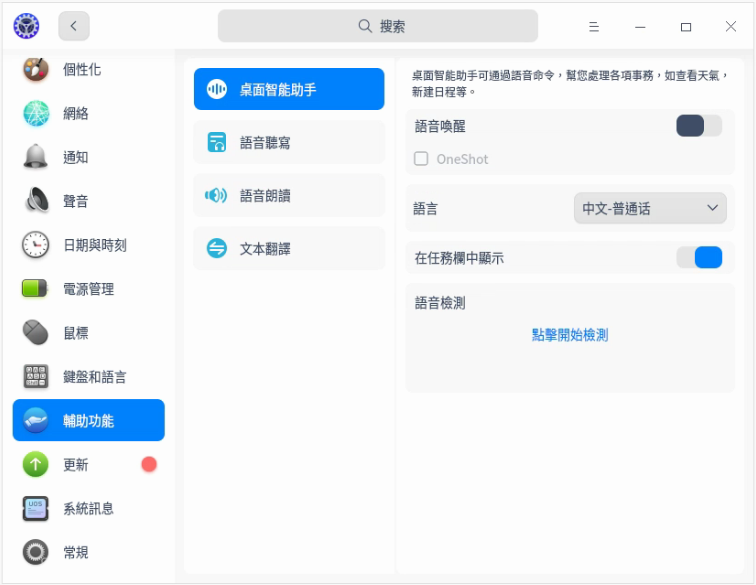 搜索
個性化
網絡
通知
聲音
日期與時刻
電源管理
鼠標
鍵盤和語言
輔助功能
更新
UOS
系統訊息
常規
桌面智能助手
語音聽寫
語音朗讀
文本翻譯
桌面智能助手可通過語音命令，幫您處理各項事務，如查看天氣，
新建日程等。
語音喚醒
OneShot
語言
中文-普通话
在任務欄中顯示
語音檢測
點擊開始檢測